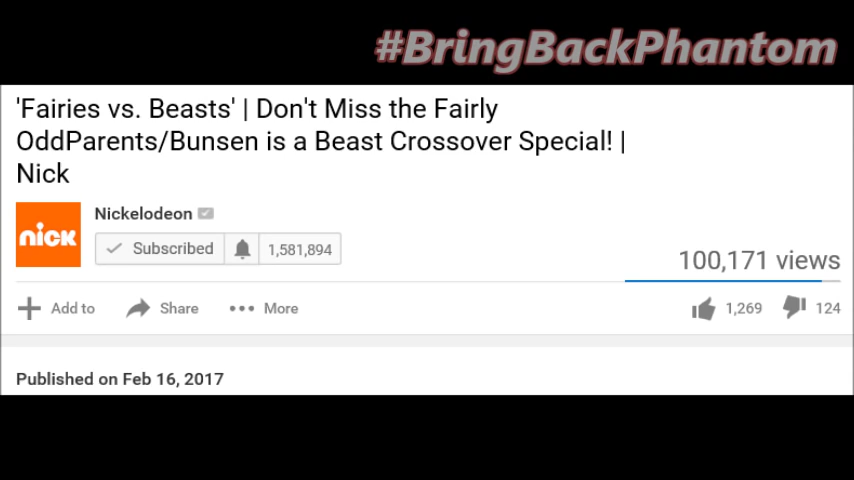 #BringBackPhantom
'Fairies vs. Beasts' | Don't Miss the Fairly
OddParents/Bunsen is a Beast Crossover Special! |
Nick
nick
Nickelodeon
Subscribed 1,581,894
100,171 views
Add to Share More 1,269 124
Published on Feb 16, 2017